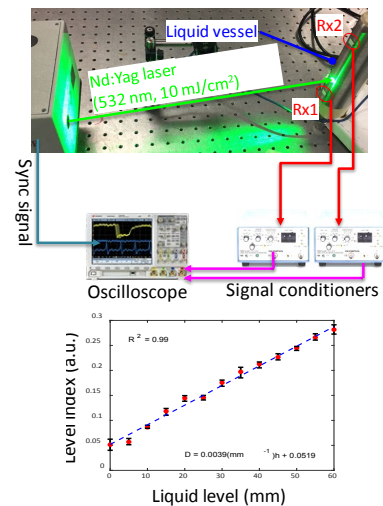 Rx2
Liquid vessel
Nd:Yag laser
(532 nm, 10 mJ/cm²)
Rx1
Sync signal
Oscilloscope
Signal conditioners
Level index (a.u.)
0.3
0.25
0.2
0.15
0.1
0.05
0
R² = 0.99
D = 0.0039(mm⁻¹)h + 0.0519
0
10
20
30
40
50
60
Liquid level (mm)